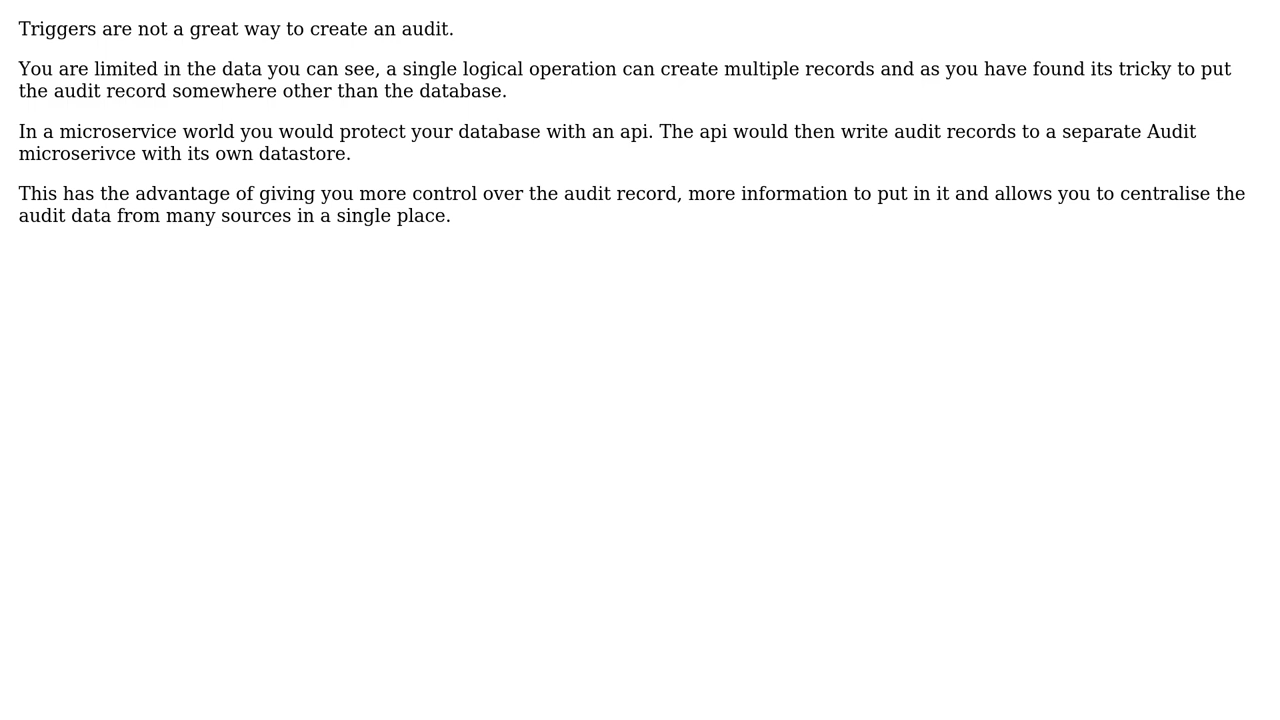 Triggers are not a great way to create an audit.
You are limited in the data you can see, a single logical operation can create multiple records and as you have found its tricky to put
the audit record somewhere other than the database.
In a microservice world you would protect your database with an api. The api would then write audit records to a separate Audit
microserivce with its own datastore.
This has the advantage of giving you more control over the audit record, more information to put in it and allows you to centralise the
audit data from many sources in a single place.